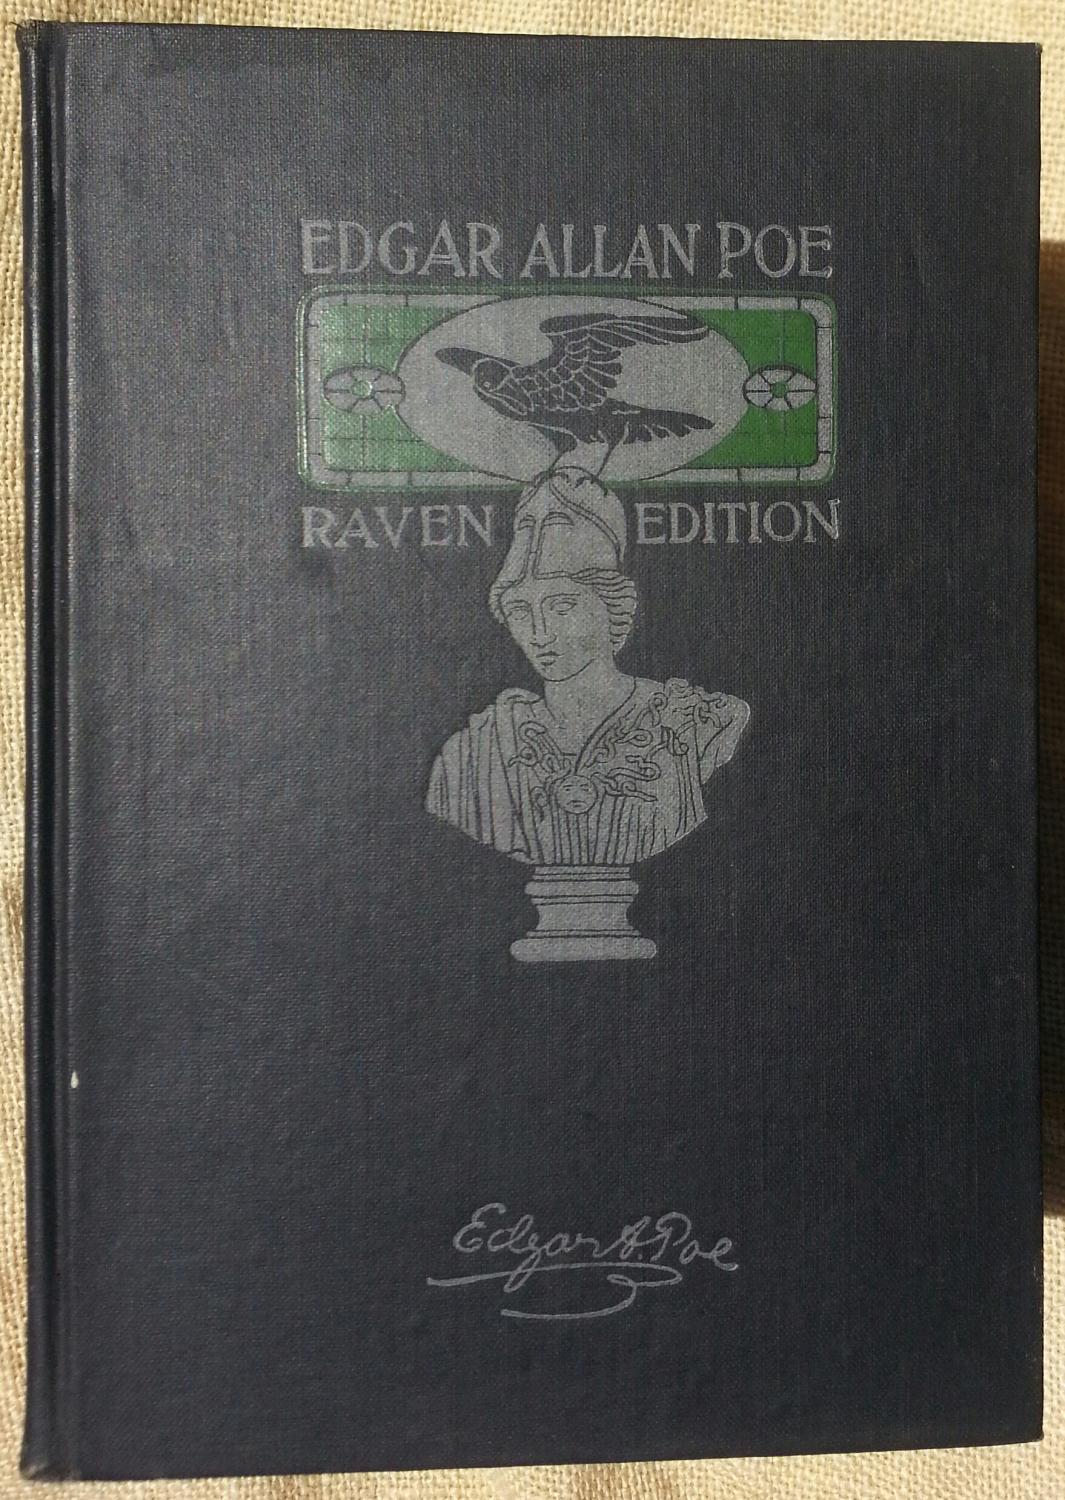 EDGAR ALLAN POE
RAVEN EDITION
Edgar A. Poe